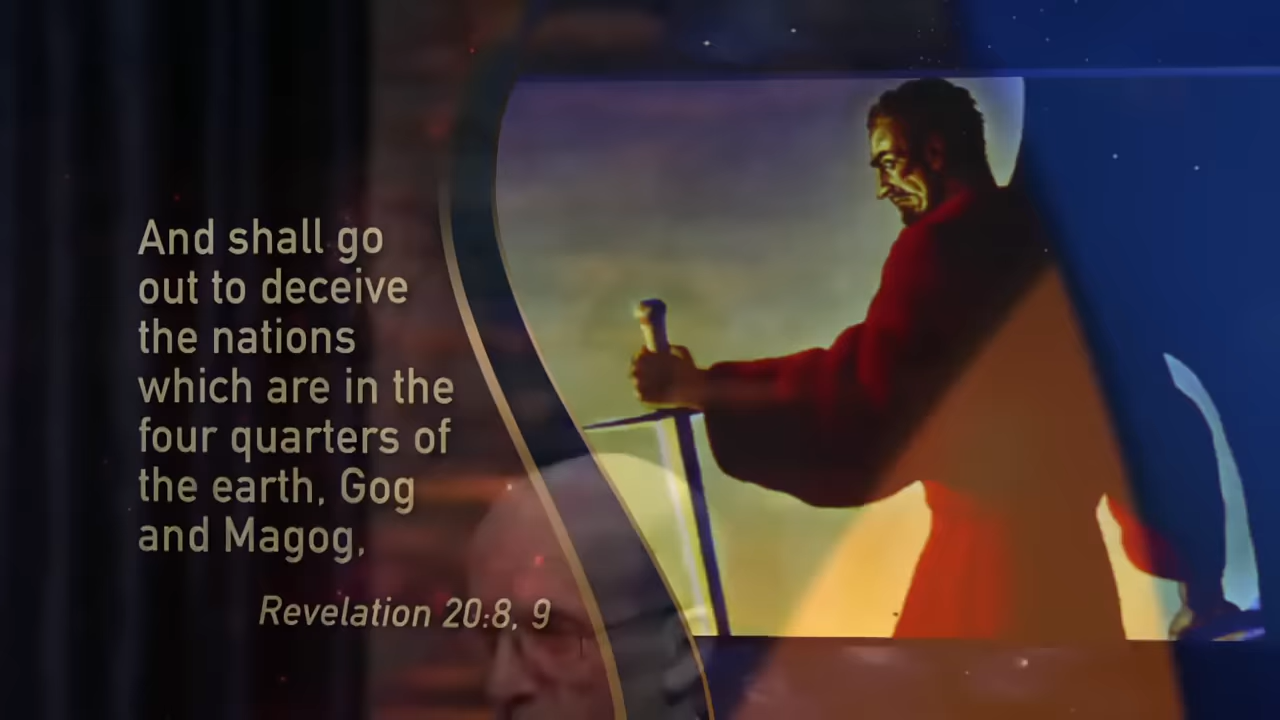 And shall go
out to deceive
the nations
which are in the
four quarters of
the earth, Gog
and Magog,
Revelation 20:8, 9